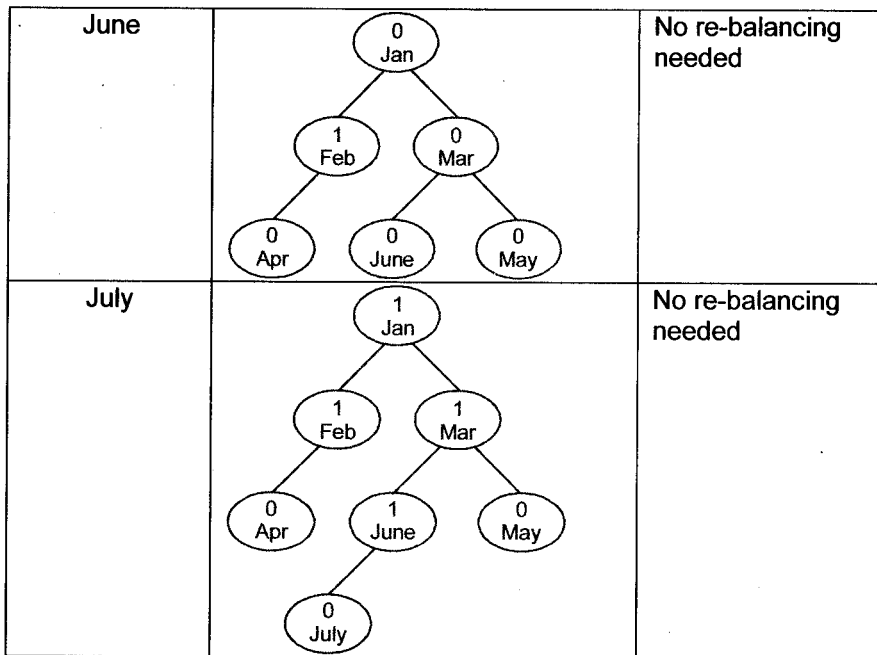 June
0
Jan
No re-balancing
needed
1
Feb
0
Mar
0
Apr
0
June
0
May
July
1
Jan
No re-balancing
needed
1
Feb
1
Mar
0
Apr
1
June
0
May
0
July